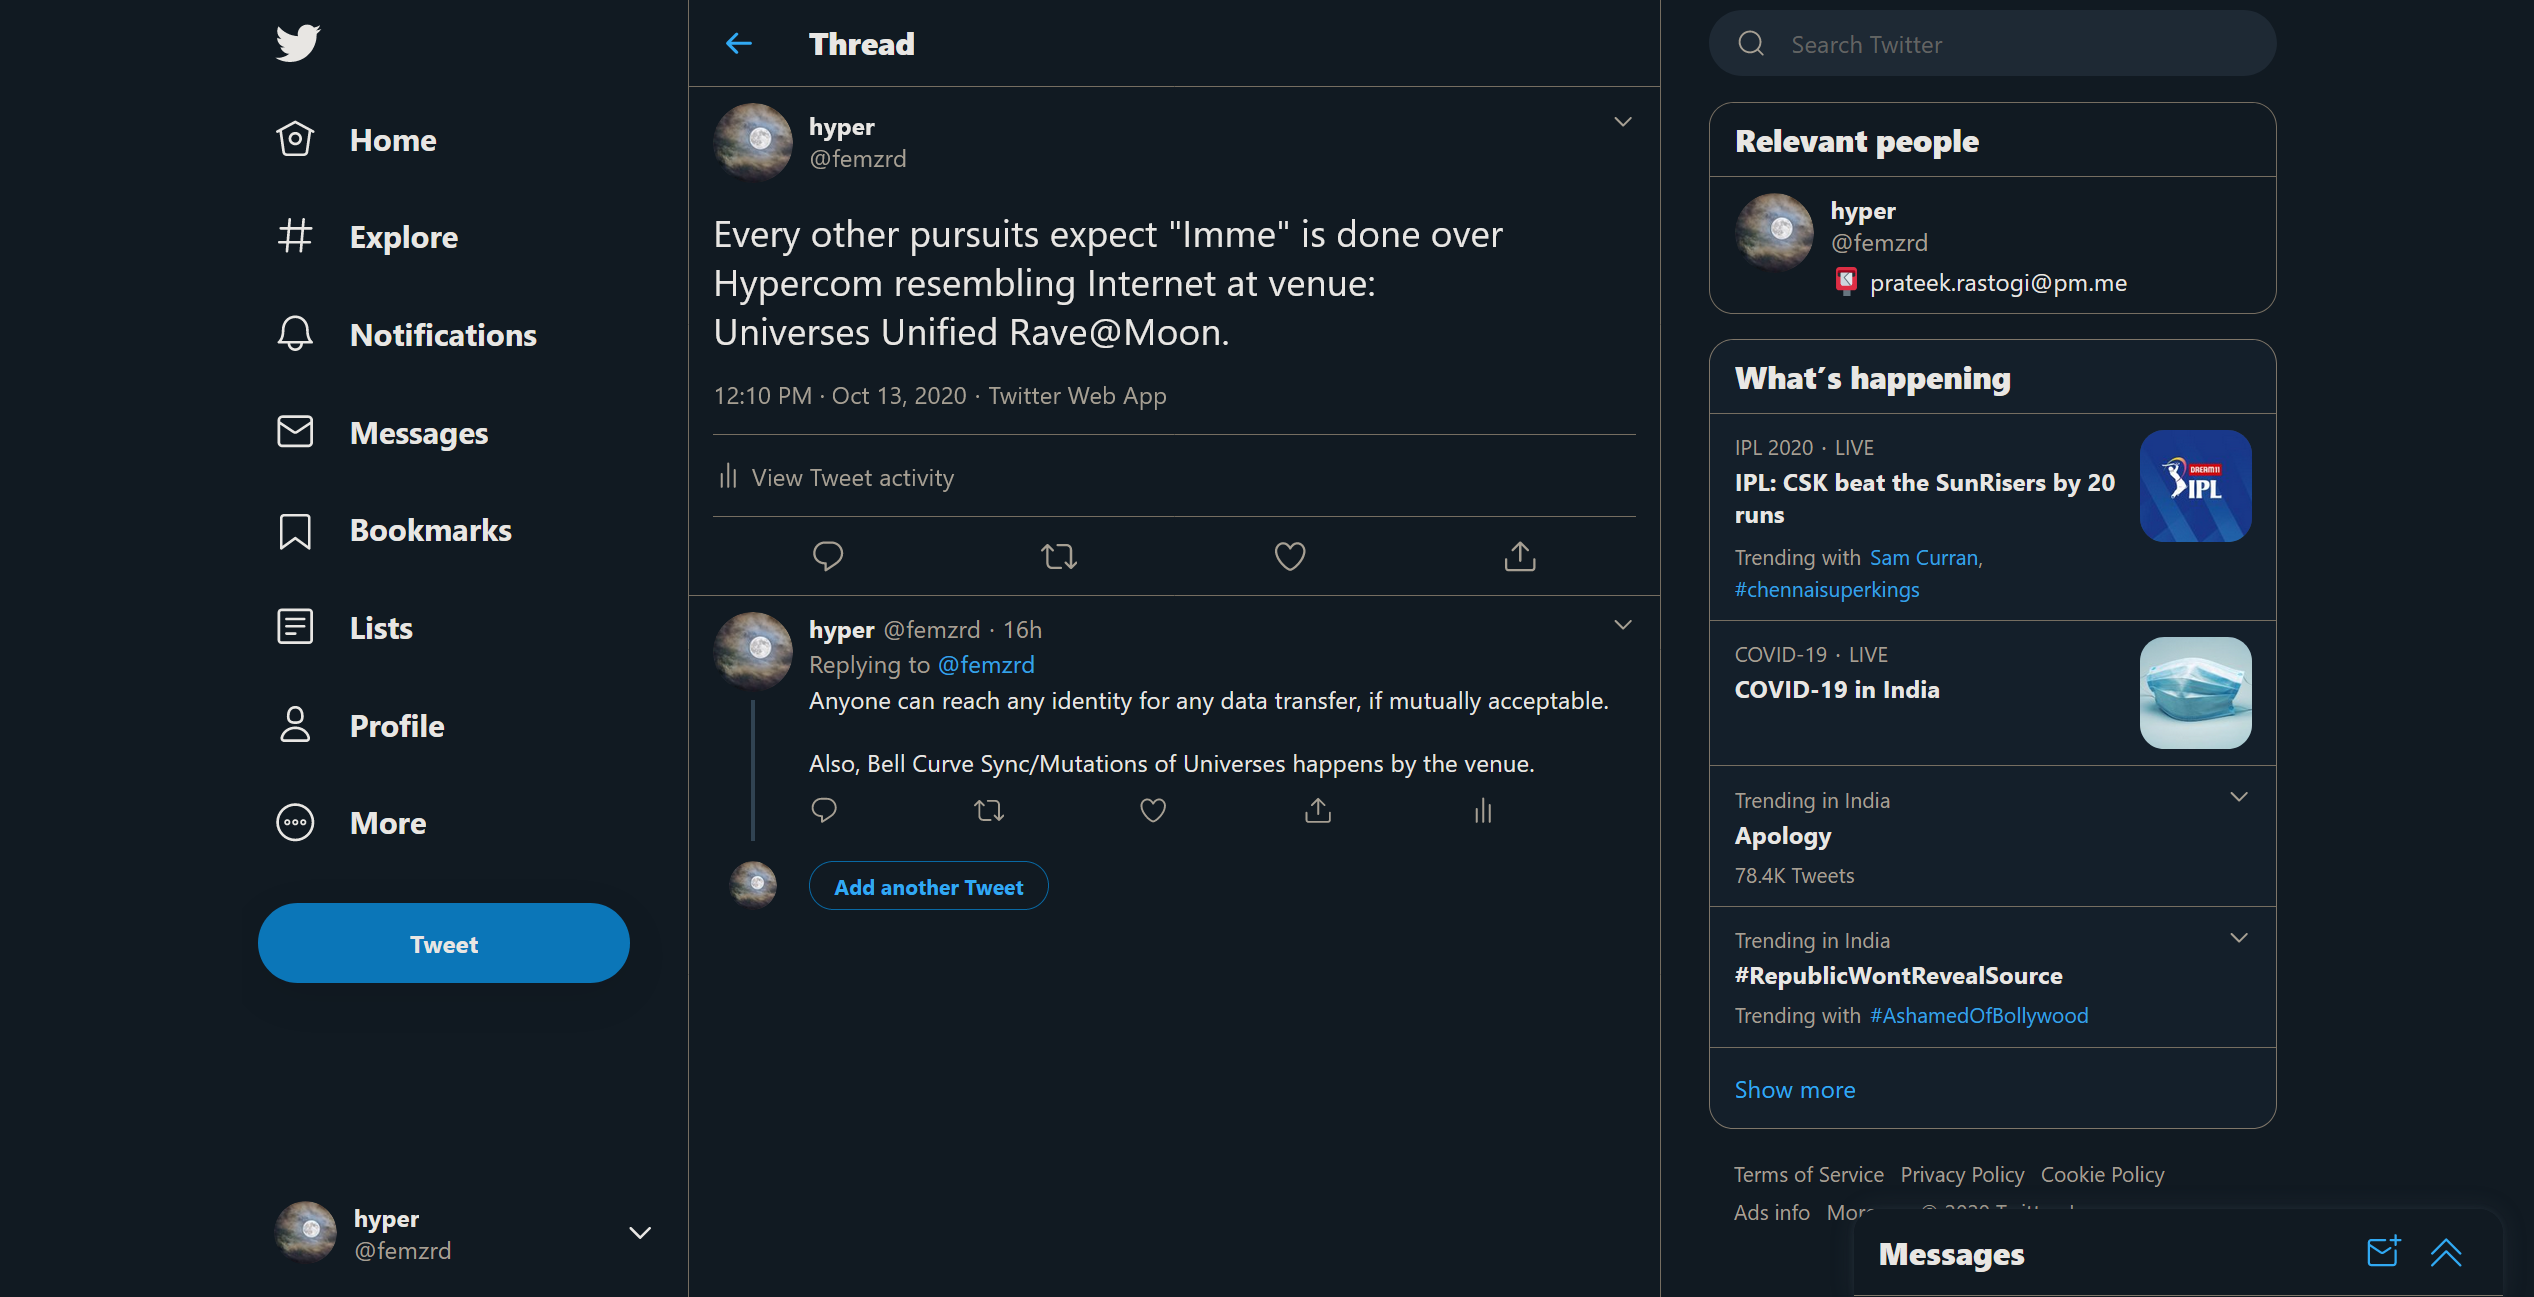 Home
Explore
Notifications
Messages
Bookmarks
Lists
Profile
More
Tweet
hyper
@femzrd
Thread
hyper
@femzrd
Every other pursuits expect "Imme" is done over
Hypercom resembling Internet at venue:
Universes Unified Rave@Moon.
12:10 PM · Oct 13, 2020 · Twitter Web App
View Tweet activity
hyper @femzrd · 16h
Replying to @femzrd
Anyone can reach any identity for any data transfer, if mutually acceptable.
Also, Bell Curve Sync/Mutations of Universes happens by the venue.
Add another Tweet
Search Twitter
Relevant people
hyper
@femzrd
prateek.rastogi@pm.me
What's happening
IPL 2020 · LIVE
IPL: CSK beat the SunRisers by 20
runs
Trending with Sam Curran,
#chennaisuperkings
DREAM11
IPL
COVID-19 · LIVE
COVID-19 in India
Trending in India
Apology
78.4K Tweets
Trending in India
#RepublicWontRevealSource
Trending with #AshamedOfBollywood
Show more
Terms of Service Privacy Policy Cookie Policy
Ads info
Messages